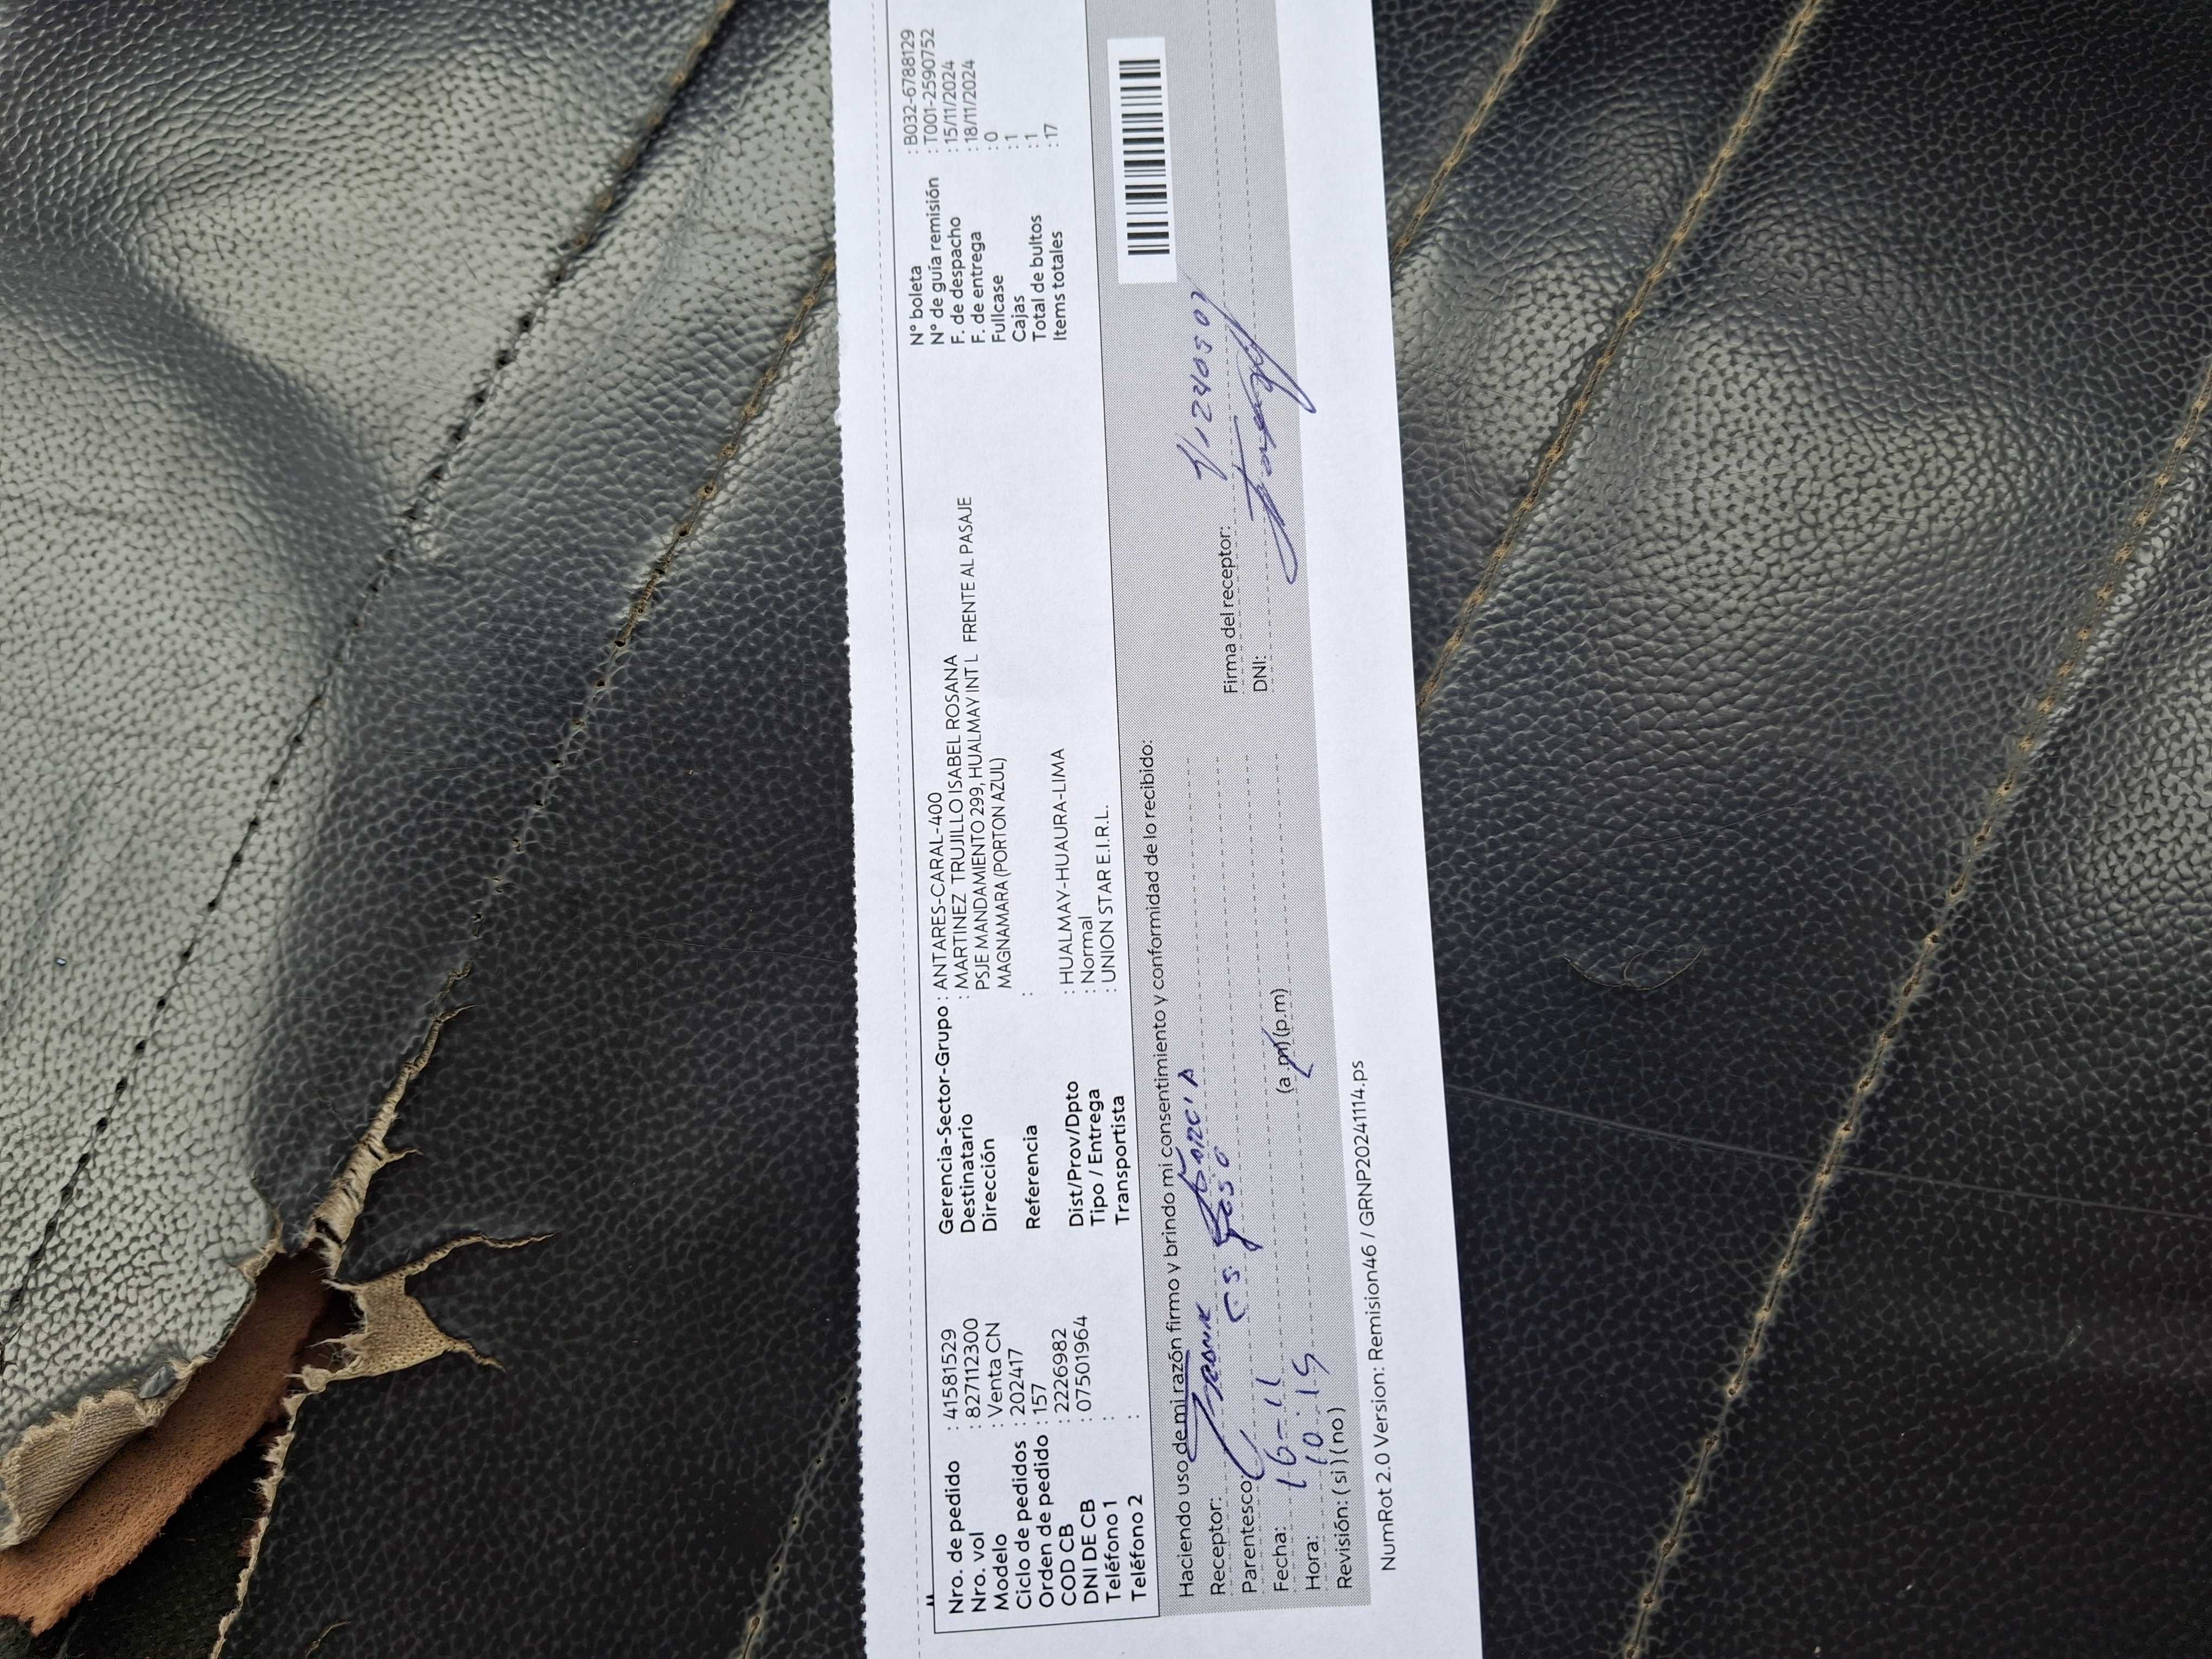 Nro. de pedido : 41581529
Nro. vol : 827112300
Modelo : Venta CN
Ciclo de pedidos : 202417
Orden de pedido : 157
COD CB : 22226982
DNI DE CB : 07501964
Teléfono 1 :
Teléfono 2 :
Gerencia-Sector-Grupo : ANTARES-CARAL-400
Destinatario : MARTINEZ TRUJILLO ISABEL ROSANA
Dirección PSJE MANDAMIENTO 299, HUALMAY INT L FRENTE AL PASAJE
MAGNAMARA (PORTON AZUL)
Referencia :
Dist/Prov/Dpto : HUALMAY-HUAURA-LIMA
Tipo / Entrega : Normal
Transportista : UNION STAR E.I.R.L.
N° boleta : B032-6788129
N° de guía remisión : T001-2590752
F. de despacho : 15/11/2024
F. de entrega : 18/11/2024
Fullcase : 0
Cajas : 1
Total de bultos : 1
Items totales : 17
Haciendo uso de mi razón firmo y brindo mi consentimiento y conformidad de lo recibido:
Receptor:
Parentesco:
Fecha: 16-11
Hora: 10:15 (a.m)(p.m)
Revisión: ( si ) ( no )
Firma del receptor:
DNI:
NumRot 2.0 Version: Remision46 / GRNP20241114.ps